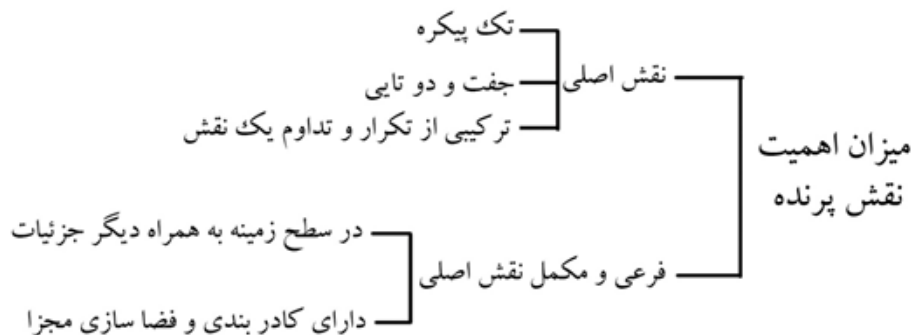 میزان اهمیت
نقش پرنده
نقش اصلی
تک پیکره
جفت و دو تایی
ترکیبی از تکرار و تداوم یک نقش
فرعی و مکمل نقش اصلی
در سطح زمینه به همراه دیگر جزئیات
دارای کادر بندی و فضا سازی مجزا